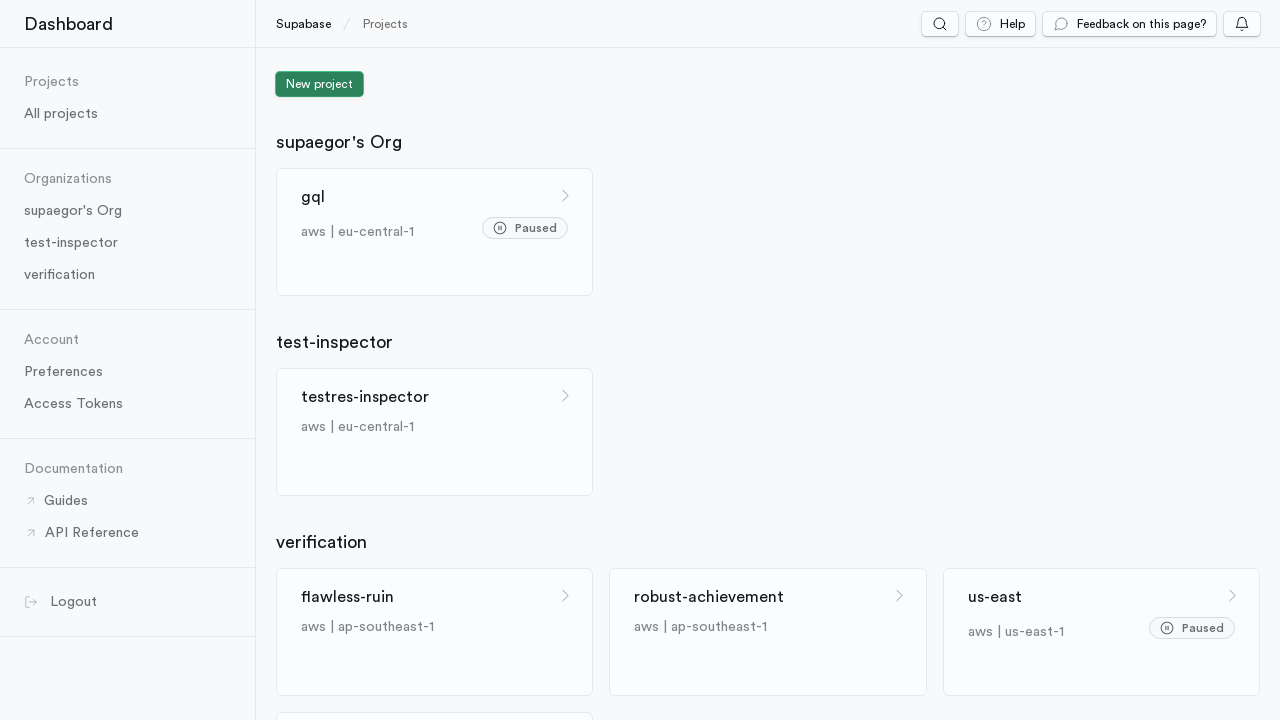 Dashboard
Supabase
Projects
Help
Feedback on this page?
Projects
All projects
Organizations
supaegor's Org
test-inspector
verification
Account
Preferences
Access Tokens
Documentation
Guides
API Reference
Logout
New project
supaegor's Org
gql
aws | eu-central-1
Paused
test-inspector
testres-inspector
aws | eu-central-1
verification
flawless-ruin
aws | ap-southeast-1
robust-achievement
aws | ap-southeast-1
us-east
aws | us-east-1
Paused